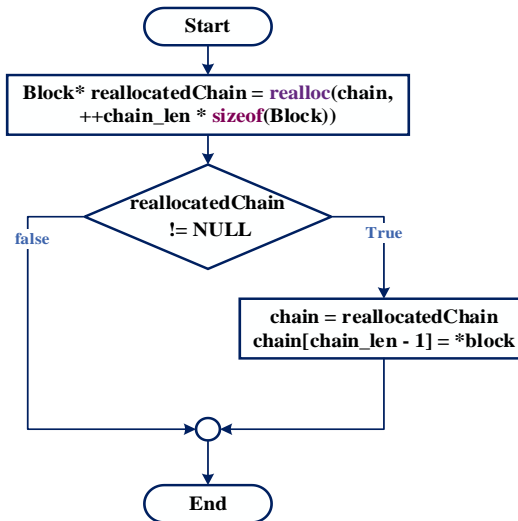 Start
Block* reallocatedChain = realloc(chain,
++chain_len * sizeof(Block))
reallocatedChain
!= NULL
false
True
chain = reallocatedChain
chain[chain_len - 1] = *block
End